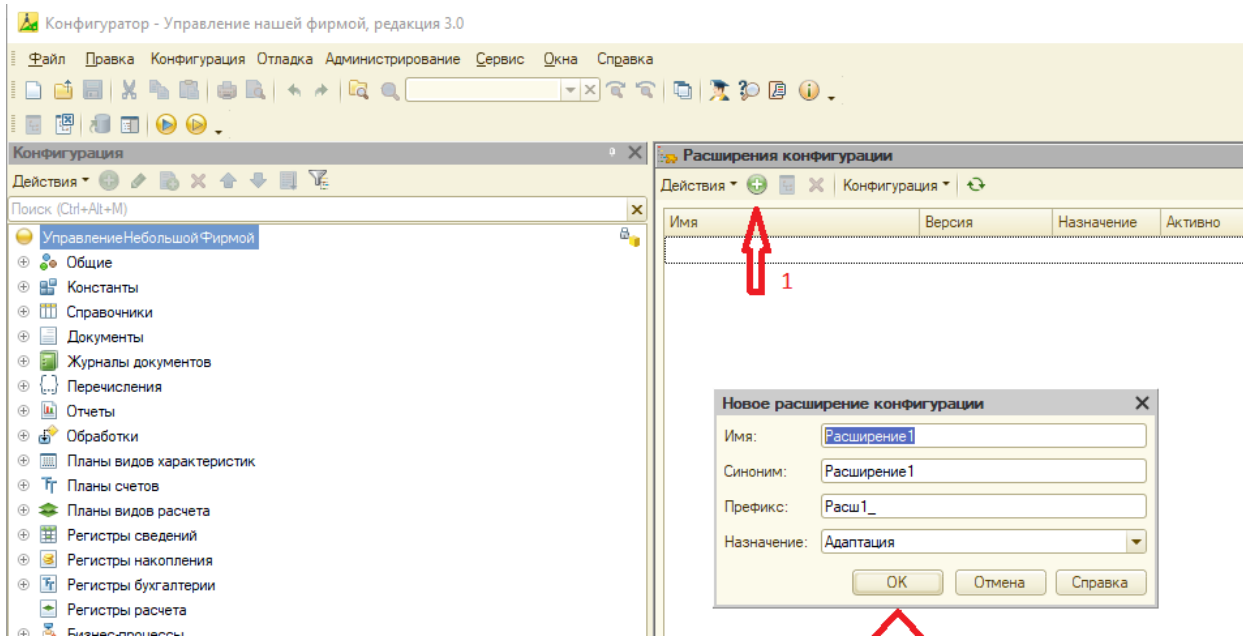 Конфигуратор - Управление нашей фирмой, редакция 3.0
Файл Правка Конфигурация Отладка Администрирование Сервис Окна Справка
Конфигурация
Действия
Поиск (Ctrl+Alt+M)
УправлениеНебольшойФирмой
Общие
Константы
Справочники
Документы
Журналы документов
Перечисления
Отчеты
Обработки
Планы видов характеристик
Планы счетов
Планы видов расчета
Регистры сведений
Регистры накопления
Регистры бухгалтерии
Регистры расчета
Бизнес-процессы
Расширения конфигурации
Действия Конфигурация
Имя Версия Назначение Активно
1
Новое расширение конфигурации
Имя: Расширение1
Синоним: Расширение1
Префикс: Расш1_
Назначение: Адаптация
OK Отмена Справка